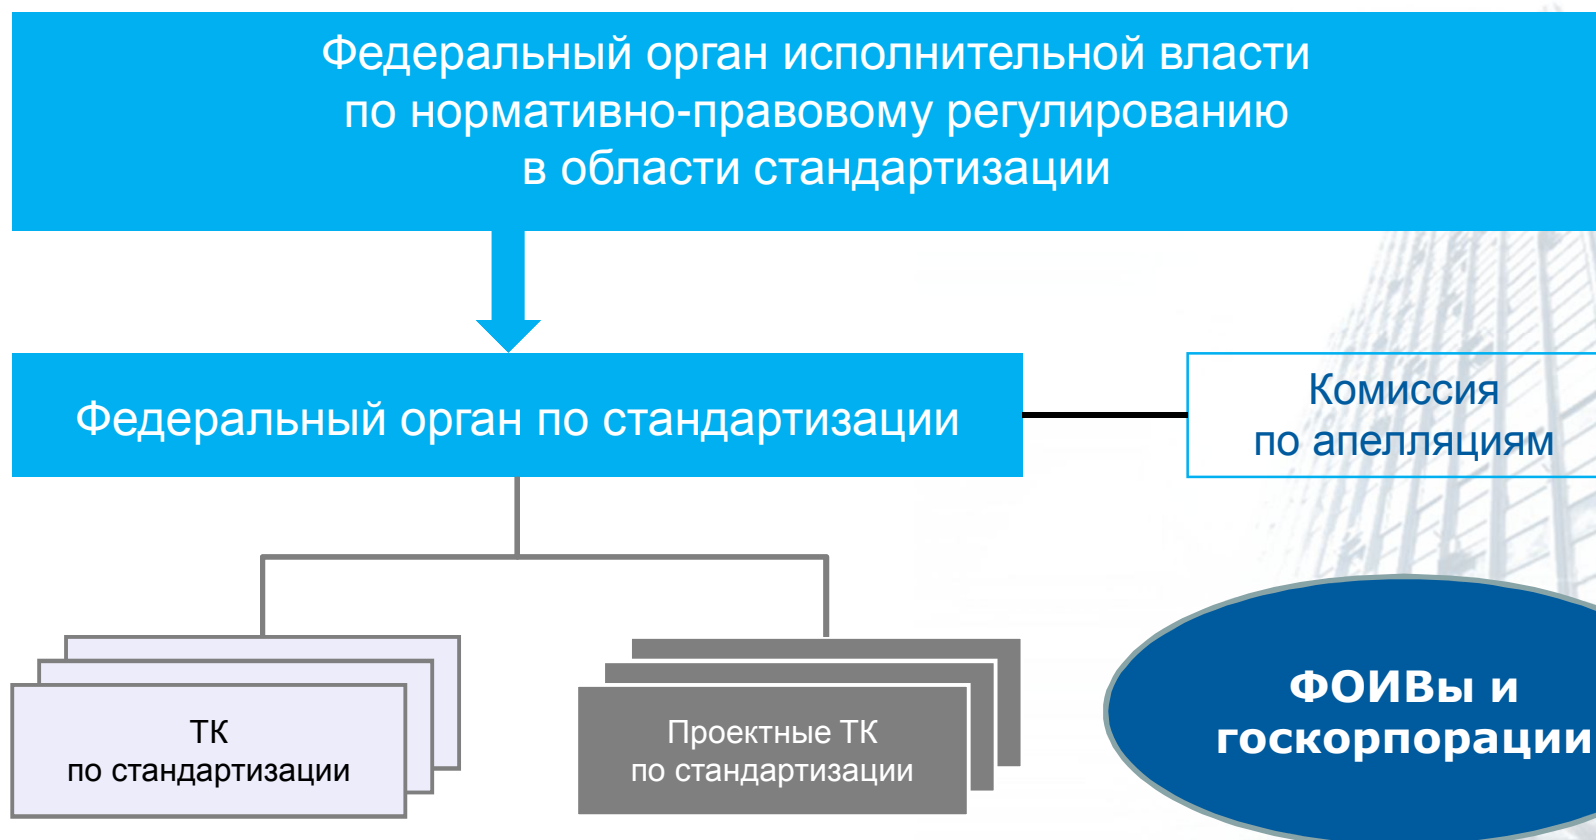 Федеральный орган исполнительной власти
по нормативно-правовому регулированию
в области стандартизации
Федеральный орган по стандартизации
Комиссия
по апелляциям
ТК
по стандартизации
Проектные ТК
по стандартизации
ФОИВы и
госкорпорации